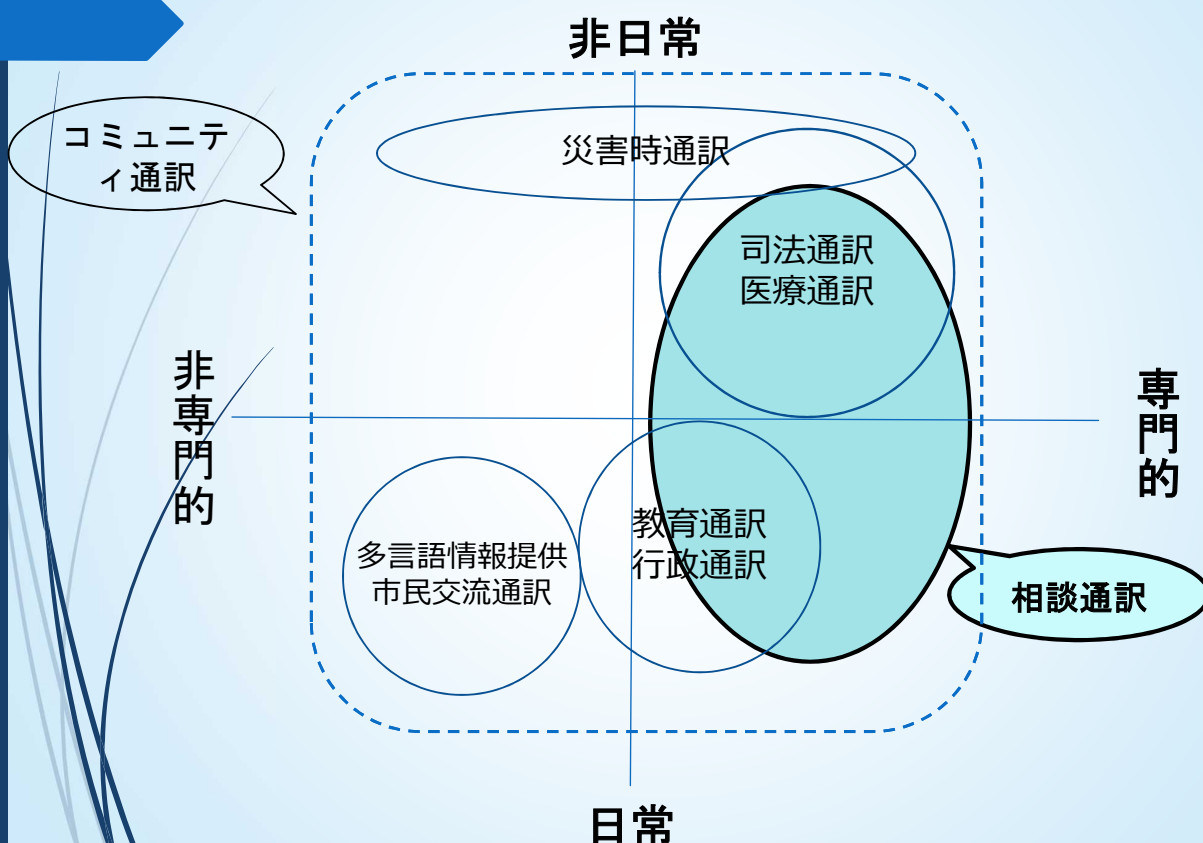 非日常
コミュニテ
ィ通訳
災害時通訳
司法通訳
医療通訳
非専門的
専門的
教育通訳
行政通訳
多言語情報提供
市民交流通訳
相談通訳
日常